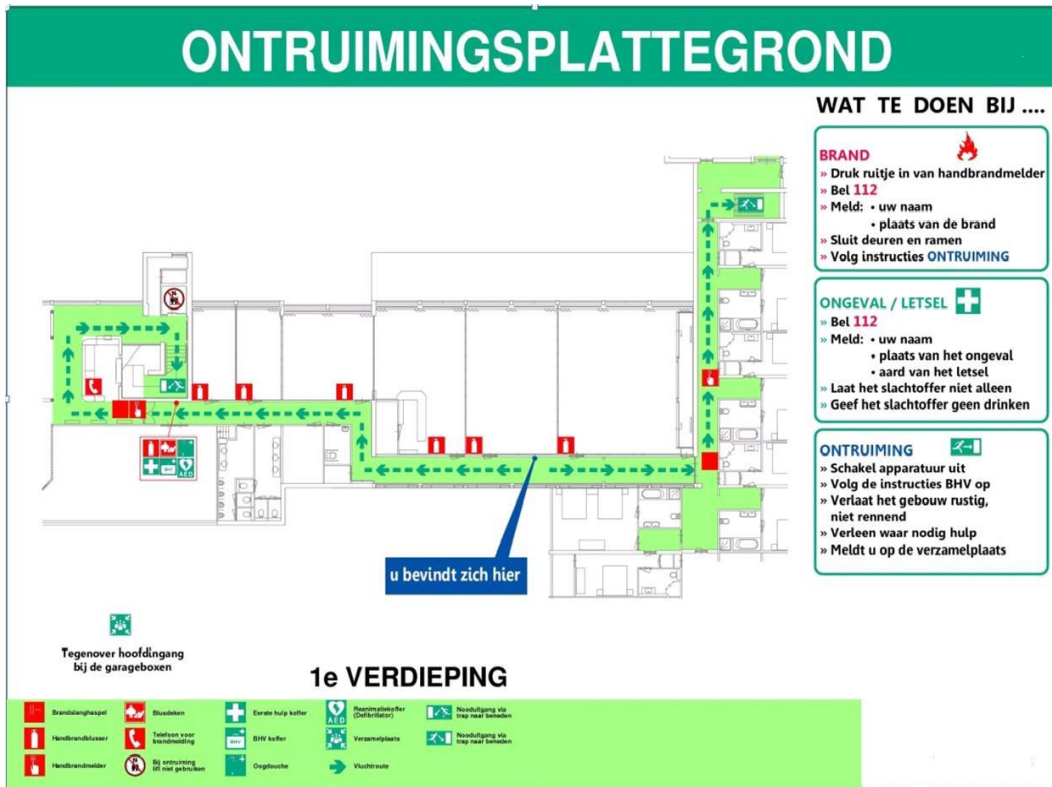 ONTRUIMINGSPLATTEGROND
WAT TE DOEN BIJ ....
BRAND
» Druk ruitje in van handbrandmelder
» Bel 112
» Meld: • uw naam
• plaats van de brand
» Sluit deuren en ramen
» Volg instructies ONTRUIMING
ONGEVAL / LETSEL
» Bel 112
» Meld: • uw naam
• plaats van het ongeval
• aard van het letsel
» Laat het slachtoffer niet alleen
» Geef het slachtoffer geen drinken
ONTRUIMING
» Schakel apparatuur uit
» Volg de instructies BHV op
» Verlaat het gebouw rustig,
niet rennend
» Verleen waar nodig hulp
» Meldt u op de verzamelplaats
BHV
AED
u bevindt zich hier
Tegenover hoofdingang
bij de garageboxen
1e VERDIEPING
Brandslanghaspel
Handbrandblusser
Handbrandmelder
Blusdeken
Telefoon voor
brandmelding
Bij ontruiming
lift niet gebruiken
Eerste hulp koffer
BHV
BHV koffer
Oogdouche
AED
Reanimatiekoffer
(Defibrillator)
Verzamelplaats
Vluchtroute
Nooduitgang via
trap naar beneden
Nooduitgang via
trap naar beneden